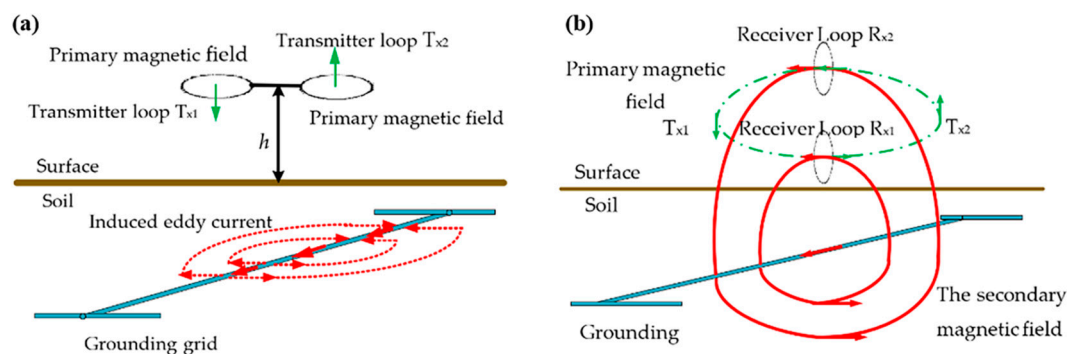 (a)
Transmitter loop Tx2
Primary magnetic field
Transmitter loop Tx1
Primary magnetic field
h
Surface
Soil
Induced eddy current
Grounding grid
(b)
Receiver Loop Rx2
Primary magnetic
field
Tx1
Tx2
Receiver Loop Rx1
Surface
Soil
Grounding
The secondary
magnetic field